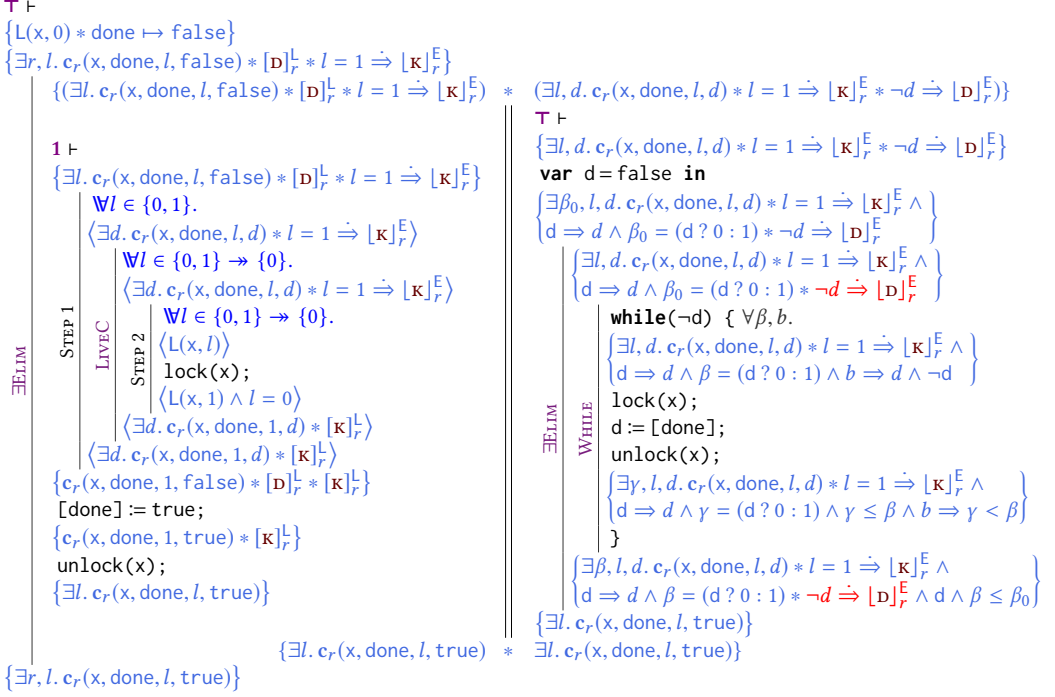 ⊤ ⊢
{L(x, 0) ∗ done ↦ false}
{∃r, l. c_r(x, done, l, false) ∗ [D]^L_r ∗ l = 1 ⇒̇ ⌊K⌋^E_r}
{(∃l. c_r(x, done, l, false) ∗ [D]^L_r ∗ l = 1 ⇒̇ ⌊K⌋^E_r) ∗ (∃l, d. c_r(x, done, l, d) ∗ l = 1 ⇒̇ ⌊K⌋^E_r ∗ ¬d ⇒̇ ⌊D⌋^E_r)}
∃Elim
1 ⊢
{∃l. c_r(x, done, l, false) ∗ [D]^L_r ∗ l = 1 ⇒̇ ⌊K⌋^E_r}
Step 1
∀l ∈ {0, 1}.
⟨∃d. c_r(x, done, l, d) ∗ l = 1 ⇒̇ ⌊K⌋^E_r⟩
LiveC
∀l ∈ {0, 1} ↠ {0}.
⟨∃d. c_r(x, done, l, d) ∗ l = 1 ⇒̇ ⌊K⌋^E_r⟩
Step 2
∀l ∈ {0, 1} ↠ {0}.
⟨L(x, l)⟩
lock(x);
⟨L(x, 1) ∧ l = 0⟩
⟨∃d. c_r(x, done, 1, d) ∗ [K]^L_r⟩
⟨∃d. c_r(x, done, 1, d) ∗ [K]^L_r⟩
{c_r(x, done, 1, false) ∗ [D]^L_r ∗ [K]^L_r}
[done] := true;
{c_r(x, done, 1, true) ∗ [K]^L_r}
unlock(x);
{∃l. c_r(x, done, l, true)}
⊤ ⊢
{∃l, d. c_r(x, done, l, d) ∗ l = 1 ⇒̇ ⌊K⌋^E_r ∗ ¬d ⇒̇ ⌊D⌋^E_r}
var d = false in
{∃β₀, l, d. c_r(x, done, l, d) ∗ l = 1 ⇒̇ ⌊K⌋^E_r ∧
d ⇒ d ∧ β₀ = (d ? 0 : 1) ∗ ¬d ⇒̇ ⌊D⌋^E_r}
∃Elim
{∃l, d. c_r(x, done, l, d) ∗ l = 1 ⇒̇ ⌊K⌋^E_r ∧
d ⇒ d ∧ β₀ = (d ? 0 : 1) ∗ ¬d ⇒̇ ⌊D⌋^E_r}
While
while(¬d) { ∀β, b.
{∃l, d. c_r(x, done, l, d) ∗ l = 1 ⇒̇ ⌊K⌋^E_r ∧
d ⇒ d ∧ β = (d ? 0 : 1) ∧ b ⇒ d ∧ ¬d}
lock(x);
d := [done];
unlock(x);
{∃γ, l, d. c_r(x, done, l, d) ∗ l = 1 ⇒̇ ⌊K⌋^E_r ∧
d ⇒ d ∧ γ = (d ? 0 : 1) ∧ γ ≤ β ∧ b ⇒ γ < β}
}
{∃β, l, d. c_r(x, done, l, d) ∗ l = 1 ⇒̇ ⌊K⌋^E_r ∧
d ⇒ d ∧ β = (d ? 0 : 1) ∗ ¬d ⇒̇ ⌊D⌋^E_r ∧ d ∧ β ≤ β₀}
{∃l. c_r(x, done, l, true)}
{∃l. c_r(x, done, l, true) ∗ ∃l. c_r(x, done, l, true)}
{∃r, l. c_r(x, done, l, true)}